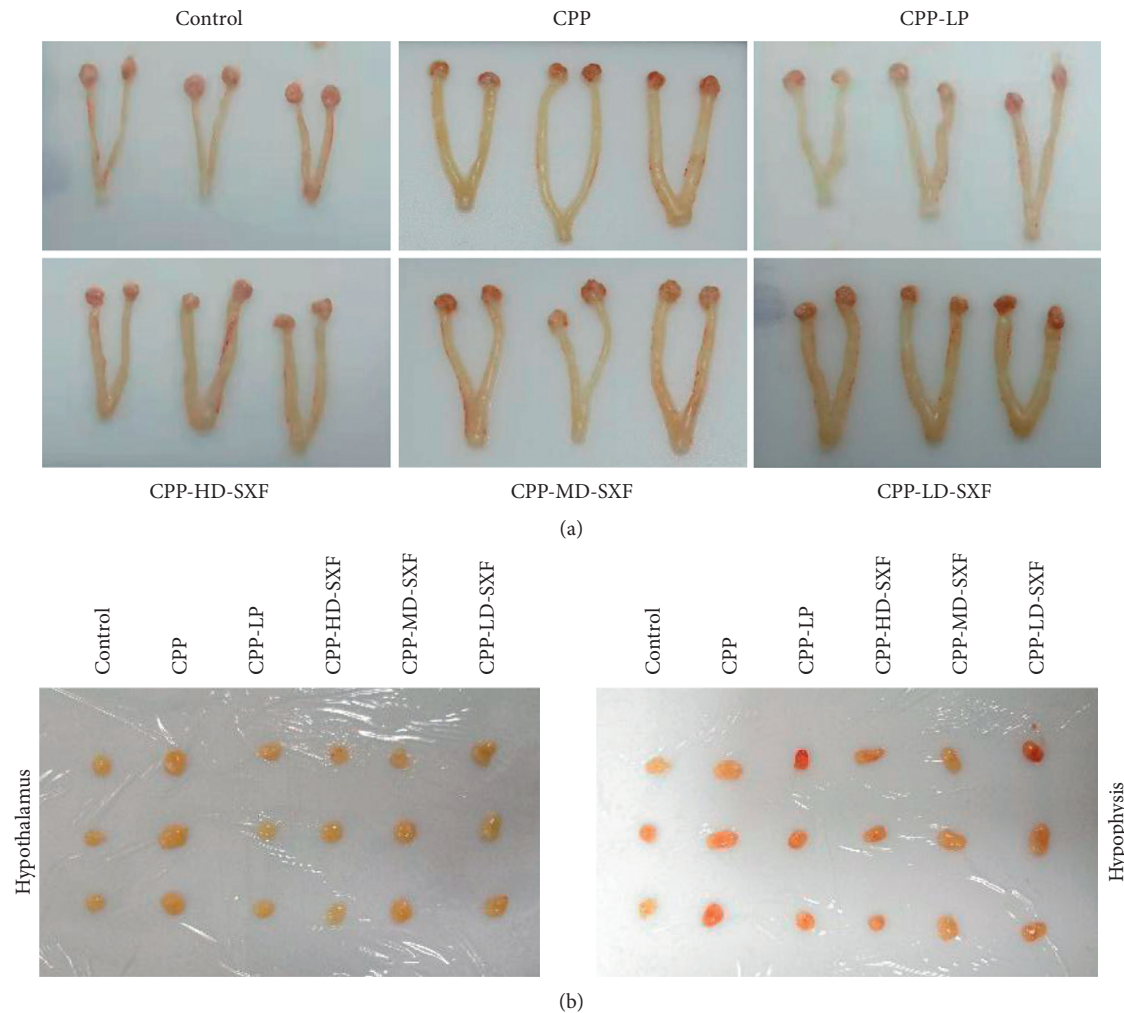 Control CPP CPP-LP
CPP-HD-SXF CPP-MD-SXF CPP-LD-SXF
(a)
Control CPP CPP-LP CPP-HD-SXF CPP-MD-SXF CPP-LD-SXF
Control CPP CPP-LP CPP-HD-SXF CPP-MD-SXF CPP-LD-SXF
Hypothalamus
Hypophysis
(b)